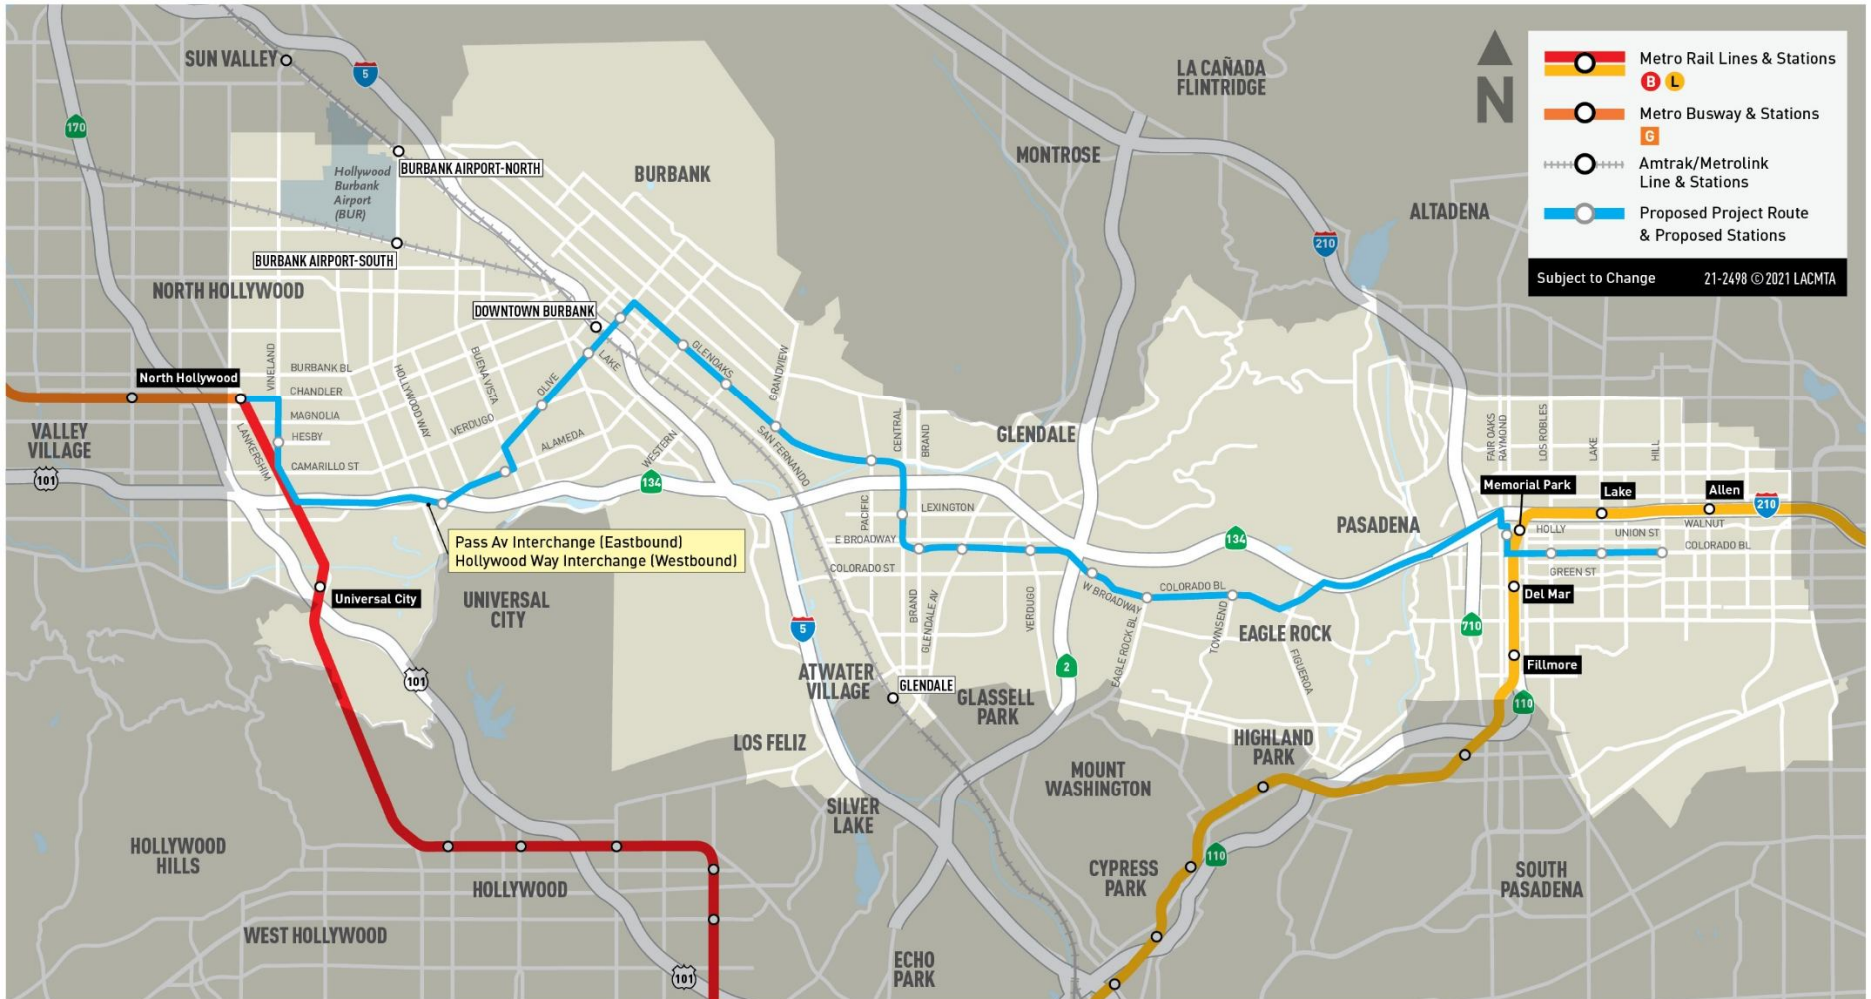 SUN VALLEY
5
LA CAÑADA
FLINTRIDGE
N
Metro Rail Lines & Stations
B L
Metro Busway & Stations
G
Amtrak/Metrolink
Line & Stations
Proposed Project Route
& Proposed Stations
Subject to Change 21-2498 ©2021 LACMTA
170
Hollywood
Burbank
Airport
(BUR)
BURBANK AIRPORT-NORTH
BURBANK
MONTROSE
ALTADENA
210
BURBANK AIRPORT-SOUTH
NORTH HOLLYWOOD
DOWNTOWN BURBANK
North Hollywood
VINELAND
BURBANK BL
CHANDLER
MAGNOLIA
HESBY
CAMARILLO ST
LANKERSHIM
HOLLYWOOD WAY
BUENA VISTA
VERDUGO
OLIVE
ALAMEDA
LAKE
GLENOAKS
GRANDVIEW
WESTERN
SAN FERNANDO
VALLEY
VILLAGE
101
134
CENTRAL
BRAND
GLENDALE
PACIFIC
LEXINGTON
E BROADWAY
COLORADO ST
BRAND
GLENDALE AV
VERDUGO
W BROADWAY
EAGLE ROCK BL
COLORADO BL
TOWNSEND
FIGUEROA
EAGLE ROCK
134
PASADENA
FAIR OAKS
RAYMOND
LOS ROBLES
LAKE
HILL
Memorial Park
Lake
Allen
210
HOLLY
WALNUT
UNION ST
COLORADO BL
GREEN ST
Del Mar
Fillmore
710
110
Pass Av Interchange (Eastbound)
Hollywood Way Interchange (Westbound)
Universal City
UNIVERSAL
CITY
101
5
2
ATWATER
VILLAGE
GLENDALE
GLASSELL
PARK
LOS FELIZ
HIGHLAND
PARK
MOUNT
WASHINGTON
SILVER
LAKE
HOLLYWOOD
HILLS
HOLLYWOOD
CYPRESS
PARK
110
SOUTH
PASADENA
WEST HOLLYWOOD
101
ECHO
PARK